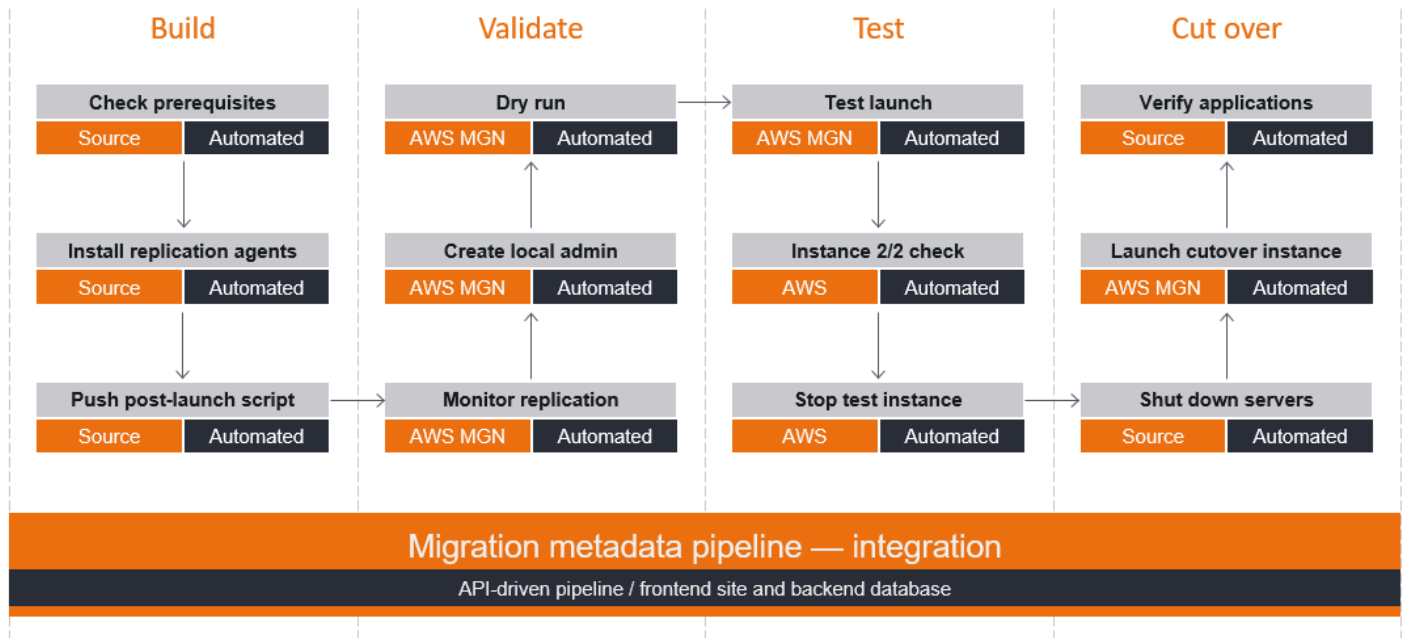 Build
Validate
Test
Cut over
Check prerequisites
Source
Automated
Install replication agents
Source
Automated
Push post-launch script
Source
Automated
Dry run
AWS MGN
Automated
Create local admin
AWS MGN
Automated
Monitor replication
AWS MGN
Automated
Test launch
AWS MGN
Automated
Instance 2/2 check
AWS
Automated
Stop test instance
AWS
Automated
Verify applications
Source
Automated
Launch cutover instance
AWS MGN
Automated
Shut down servers
Source
Automated
Migration metadata pipeline — integration
API-driven pipeline / frontend site and backend database